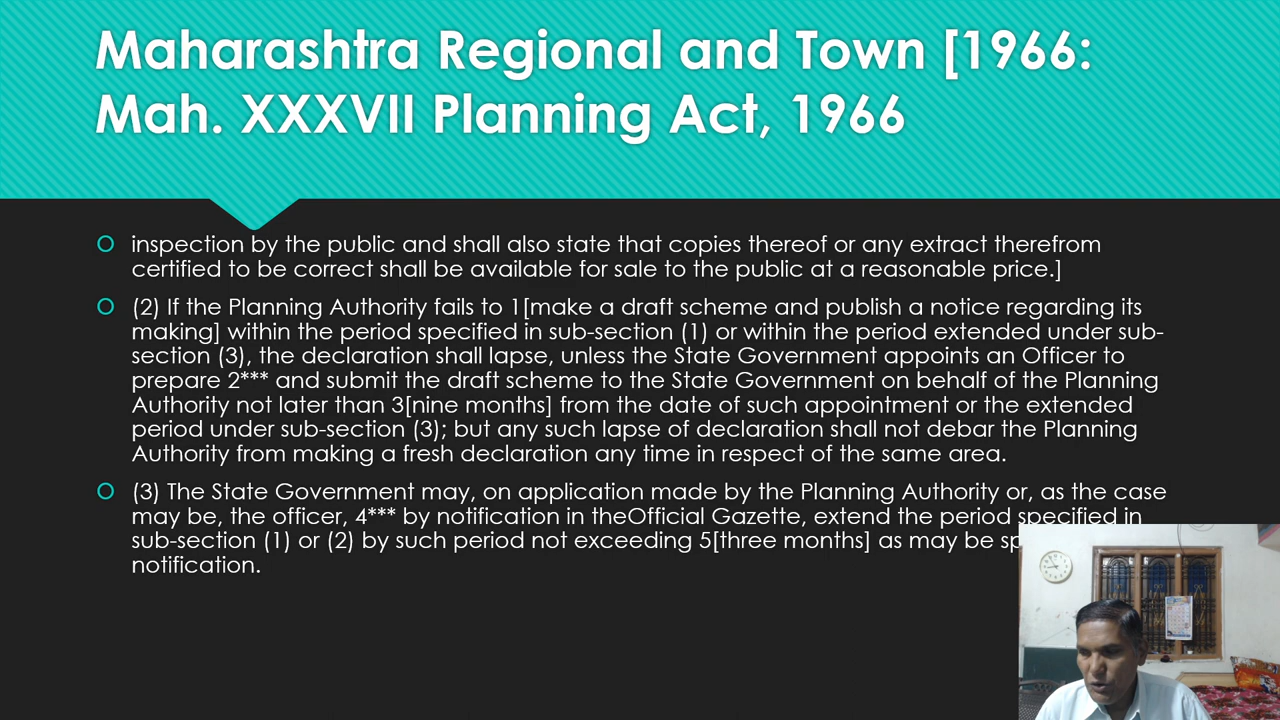 Maharashtra Regional and Town [1966:
Mah. XXXVII Planning Act, 1966
inspection by the public and shall also state that copies thereof or any extract therefrom
certified to be correct shall be available for sale to the public at a reasonable price.]
(2) If the Planning Authority fails to 1[make a draft scheme and publish a notice regarding its
making] within the period specified in sub-section (1) or within the period extended under sub-
section (3), the declaration shall lapse, unless the State Government appoints an Officer to
prepare 2*** and submit the draft scheme to the State Government on behalf of the Planning
Authority not later than 3[nine months] from the date of such appointment or the extended
period under sub-section (3); but any such lapse of declaration shall not debar the Planning
Authority from making a fresh declaration any time in respect of the same area.
(3) The State Government may, on application made by the Planning Authority or, as the case
may be, the officer, 4*** by notification in theOfficial Gazette, extend the period specified in
sub-section (1) or (2) by such period not exceeding 5[three months] as may be
notification.